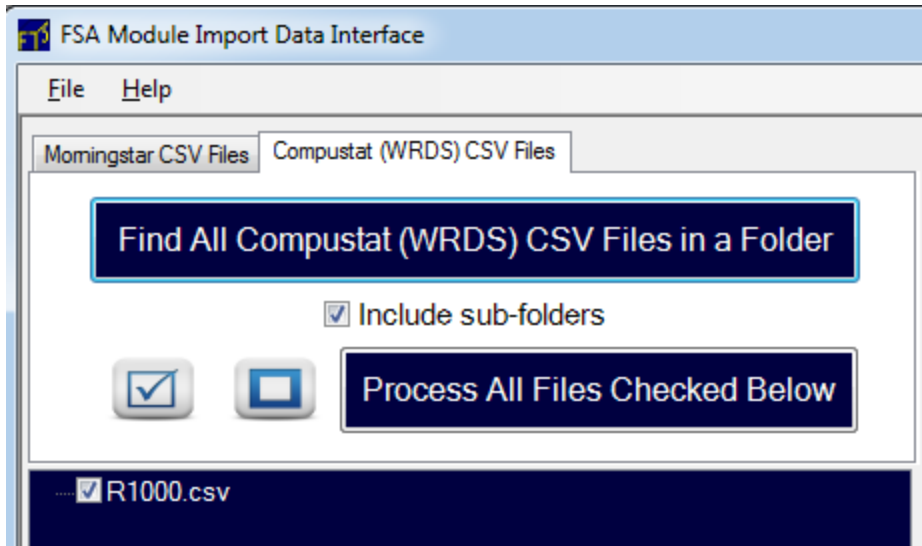 FTS FSA Module Import Data Interface
File Help
Morningstar CSV Files Compustat (WRDS) CSV Files
Find All Compustat (WRDS) CSV Files in a Folder
Include sub-folders
Process All Files Checked Below
R1000.csv